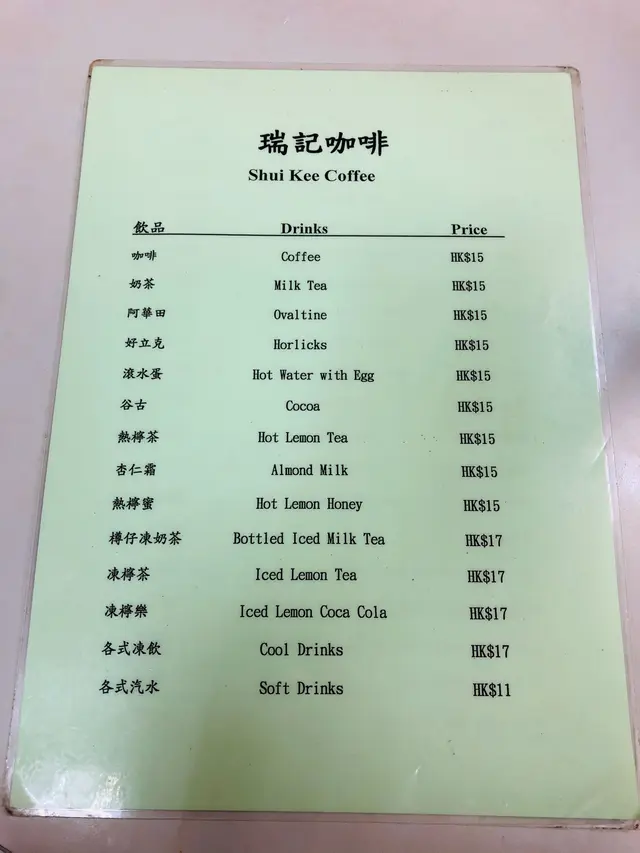 瑞記咖啡
Shui Kee Coffee
飲品 Drinks Price
咖啡 Coffee HK$15
奶茶 Milk Tea HK$15
阿華田 Ovaltine HK$15
好立克 Horlicks HK$15
滾水蛋 Hot Water with Egg HK$15
谷古 Cocoa HK$15
熱檸茶 Hot Lemon Tea HK$15
杏仁霜 Almond Milk HK$15
熱檸蜜 Hot Lemon Honey HK$15
樽仔凍奶茶 Bottled Iced Milk Tea HK$17
凍檸茶 Iced Lemon Tea HK$17
凍檸樂 Iced Lemon Coca Cola HK$17
各式凍飲 Cool Drinks HK$17
各式汽水 Soft Drinks HK$11